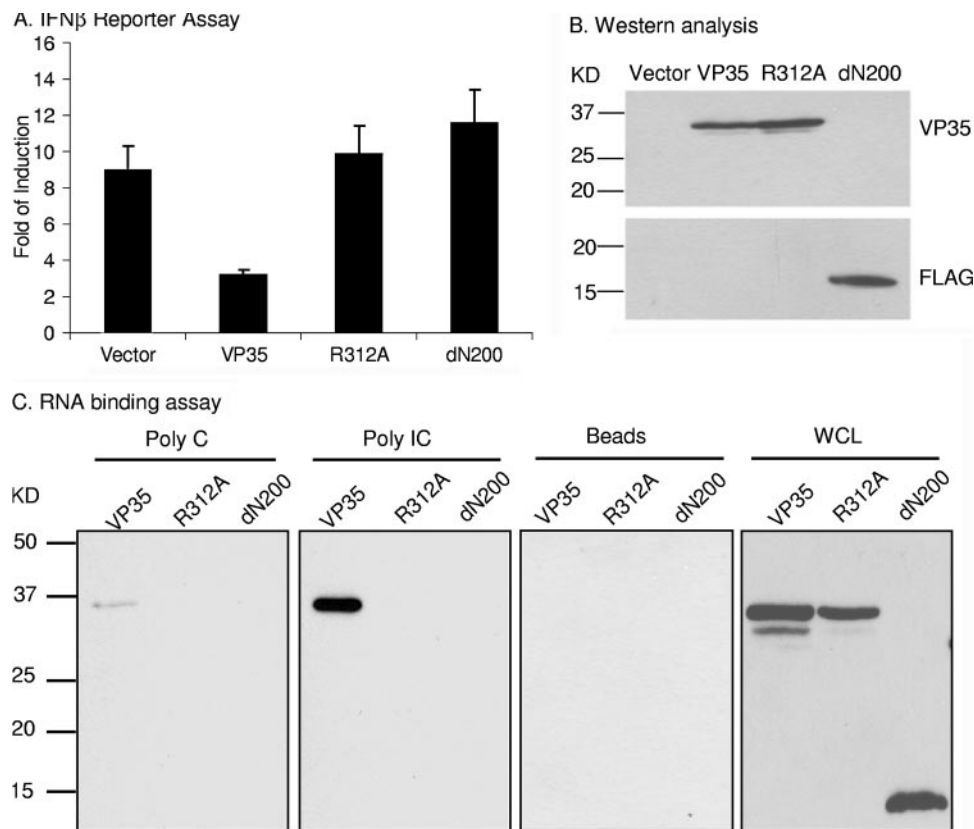 A. IFNβ Reporter Assay
16
14
12
10
8
6
4
2
0
Fold of Induction
Vector VP35 R312A dN200
B. Western analysis
KD Vector VP35 R312A dN200
37
25
20
VP35
20
15
FLAG
C. RNA binding assay
Poly C Poly IC Beads WCL
KD VP35 R312A dN200 VP35 R312A dN200 VP35 R312A dN200 VP35 R312A dN200
50
37
25
20
15